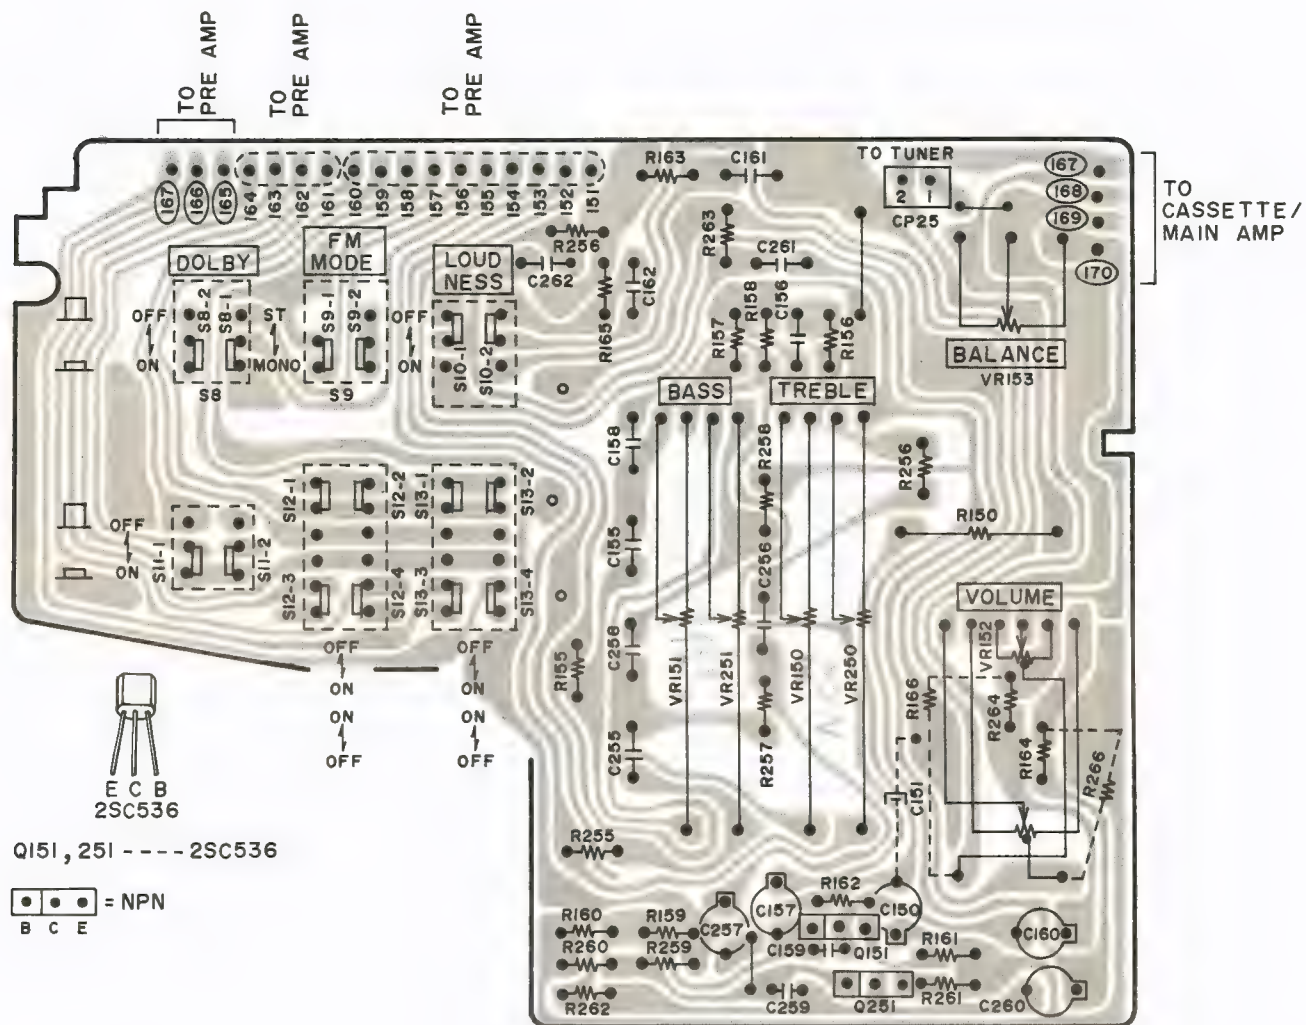 TO PRE AMP
TO PRE AMP
TO PRE AMP
R163
C161
TO TUNER
2 1
CP25
167
168
169
170
TO
CASSETTE/
MAIN AMP
167 166 165 164 163 162 161 160 159 158 157 156 155 154 153 152 151
R256
R263
DOLBY
FM
MODE
LOUD
NESS
C262
C261
R165
C162
OFF
ON
S8-2
S8-1
S8
ST
MONO
S9-1
S9-2
S9
OFF
ON
S10-1
S10-2
R157
R158
C156
R156
BALANCE
VR153
BASS
TREBLE
C158
R258
R256
S12-1
S12-2
S13-1
S13-2
OFF
ON
S11-1
S11-2
C155
C256
R150
S12-3
S12-4
S13-3
S13-4
VOLUME
VR152
OFF
ON
ON
OFF
OFF
ON
ON
OFF
R155
C258
VR151
VR251
VR150
VR250
R166
R264
R164
R266
C255
R257
C151
E C B
2SC536
Q151, 251 ---- 2SC536
= NPN
B C E
R255
R162
C157
C150
C257
R160
R159
R260
R259
C159
Q151
R161
C160
R262
C259
Q251
R261
C260